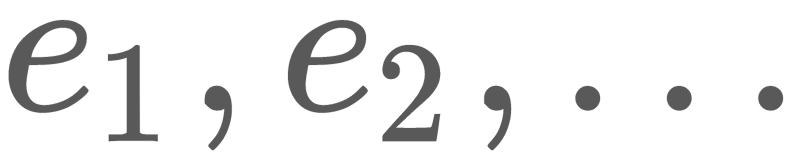 e₁, e₂, . . .